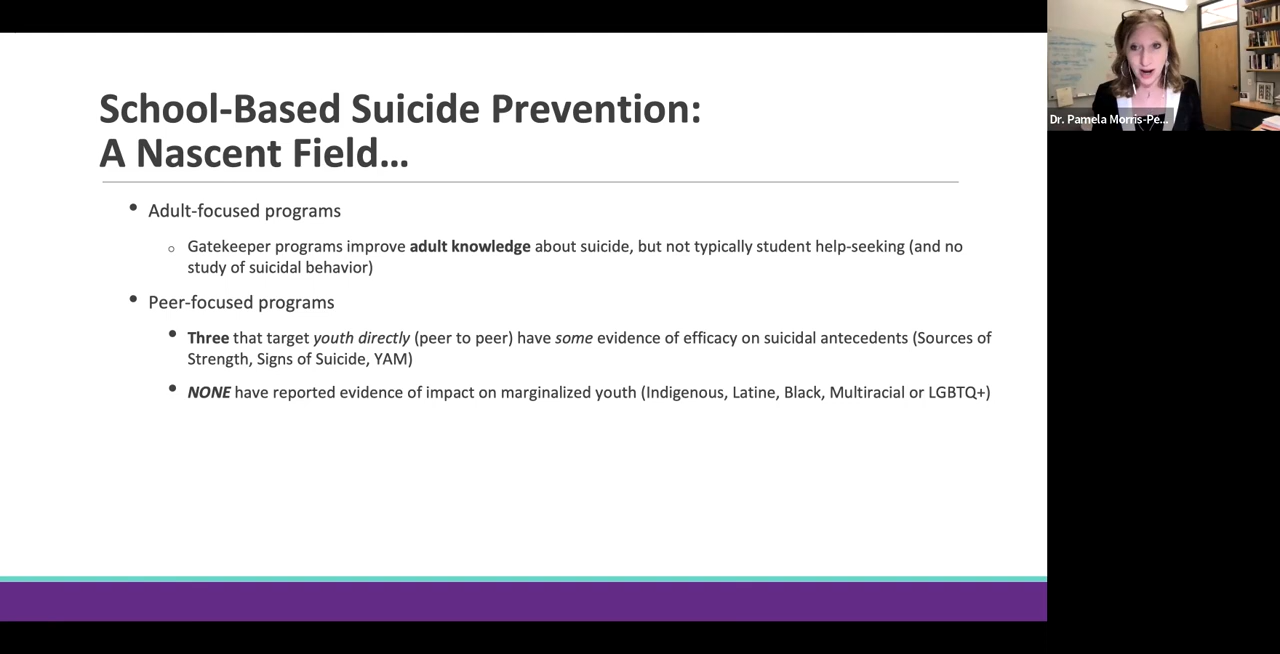 School-Based Suicide Prevention:
A Nascent Field…
• Adult-focused programs
○ Gatekeeper programs improve adult knowledge about suicide, but not typically student help-seeking (and no
study of suicidal behavior)
• Peer-focused programs
• Three that target youth directly (peer to peer) have some evidence of efficacy on suicidal antecedents (Sources of
Strength, Signs of Suicide, YAM)
• NONE have reported evidence of impact on marginalized youth (Indigenous, Latine, Black, Multiracial or LGBTQ+)
Dr. Pamela Morris-Pe...